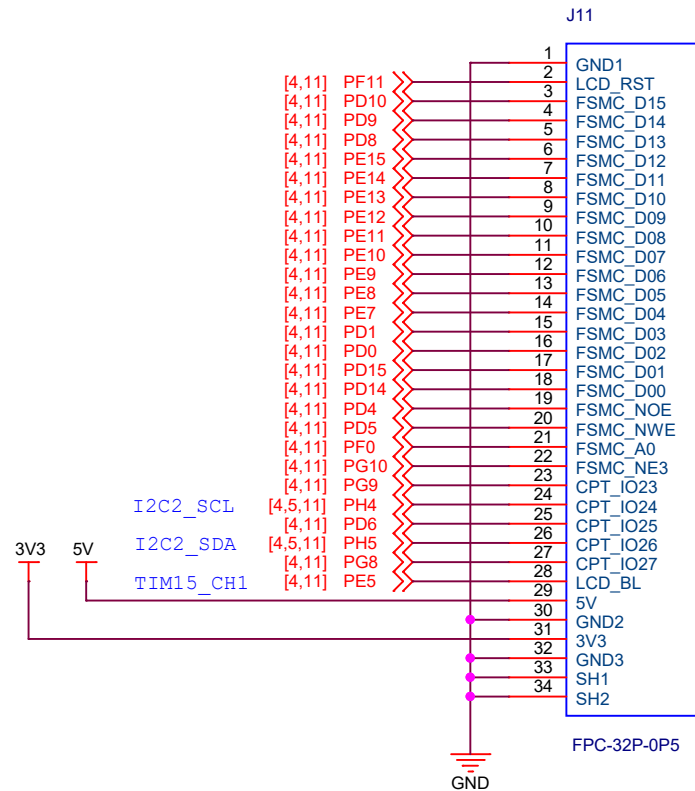 J11
1 GND1
[4,11] PF11 2 LCD_RST
[4,11] PD10 3 FSMC_D15
[4,11] PD9 4 FSMC_D14
[4,11] PD8 5 FSMC_D13
[4,11] PE15 6 FSMC_D12
[4,11] PE14 7 FSMC_D11
[4,11] PE13 8 FSMC_D10
[4,11] PE12 9 FSMC_D09
[4,11] PE11 10 FSMC_D08
[4,11] PE10 11 FSMC_D07
[4,11] PE9 12 FSMC_D06
[4,11] PE8 13 FSMC_D05
[4,11] PE7 14 FSMC_D04
[4,11] PD1 15 FSMC_D03
[4,11] PD0 16 FSMC_D02
[4,11] PD15 17 FSMC_D01
[4,11] PD14 18 FSMC_D00
[4,11] PD4 19 FSMC_NOE
[4,11] PD5 20 FSMC_NWE
[4,11] PF0 21 FSMC_A0
[4,11] PG10 22 FSMC_NE3
[4,11] PG9 23 CPT_IO23
I2C2_SCL [4,5,11] PH4 24 CPT_IO24
[4,11] PD6 25 CPT_IO25
I2C2_SDA [4,5,11] PH5 26 CPT_IO26
3V3 5V [4,11] PG8 27 CPT_IO27
TIM15_CH1 [4,11] PE5 28 LCD_BL
29 5V
30 GND2
31 3V3
32 GND3
33 SH1
34 SH2
FPC-32P-0P5
GND